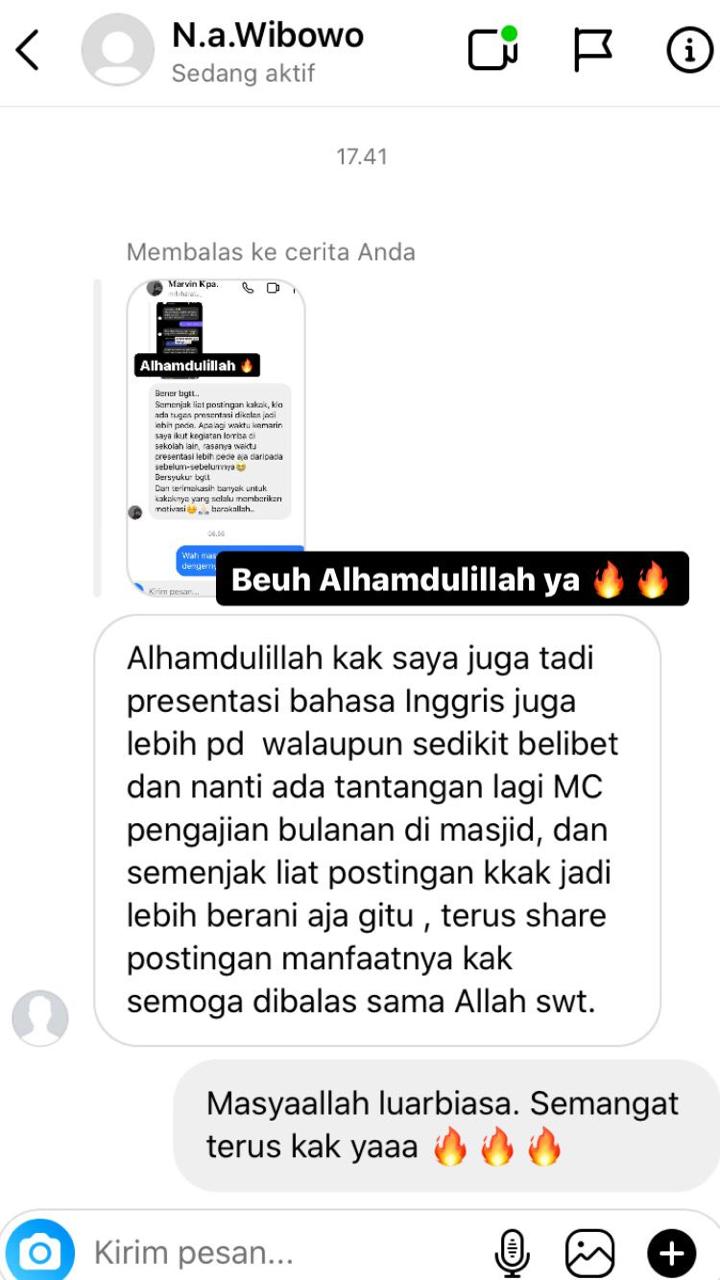 N.a.Wibowo
Sedang aktif
17.41
Membalas ke cerita Anda
Marvin Kpa.
Alhamdulillah 🔥
Bener bgtt..
Semenjak liat postingan kakak, klo
ada tugas presentasi dikelas jadi
lebih pede. Apalagi waktu kemarin
saya ikut kegiatan lomba di
sekolah lain, rasanya waktu
presentasi lebih pede aja daripada
sebelum-sebelumnya😭
Bersyukur bgtt
Dan terimakasih banyak untuk
kakaknya yang selalu memberikan
motivasi😊🙏🏻 barakallah..
06.56
Wah mas
dengerny
Kirim pesan...
Beuh Alhamdulillah ya 🔥🔥
Alhamdulillah kak saya juga tadi
presentasi bahasa Inggris juga
lebih pd walaupun sedikit belibet
dan nanti ada tantangan lagi MC
pengajian bulanan di masjid, dan
semenjak liat postingan kkak jadi
lebih berani aja gitu , terus share
postingan manfaatnya kak
semoga dibalas sama Allah swt.
Masyaallah luarbiasa. Semangat
terus kak yaaa 🔥🔥🔥
Kirim pesan...